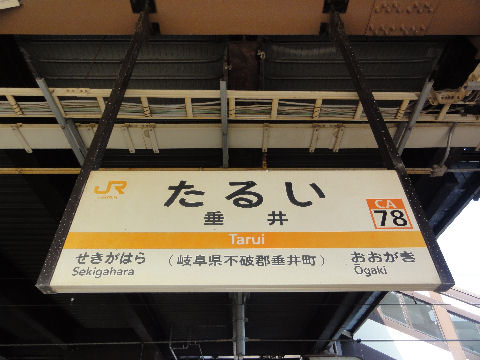 JR
たるい
垂井
CA
78
Tarui
せきがはら
Sekigahara
(岐阜県不破郡垂井町)
おおがき
Ōgaki